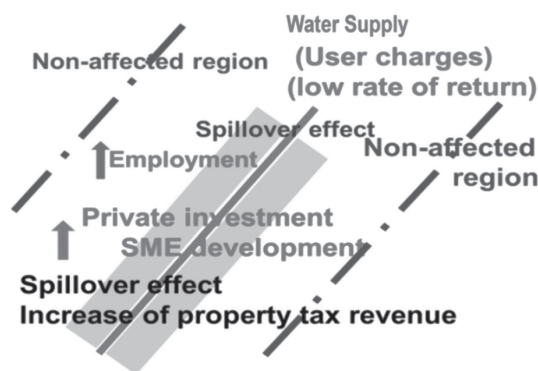 Water Supply
(User charges)
(low rate of return)
Non-affected region
Spillover effect
Non-affected
region
Employment
Private investment
SME development
Spillover effect
Increase of property tax revenue